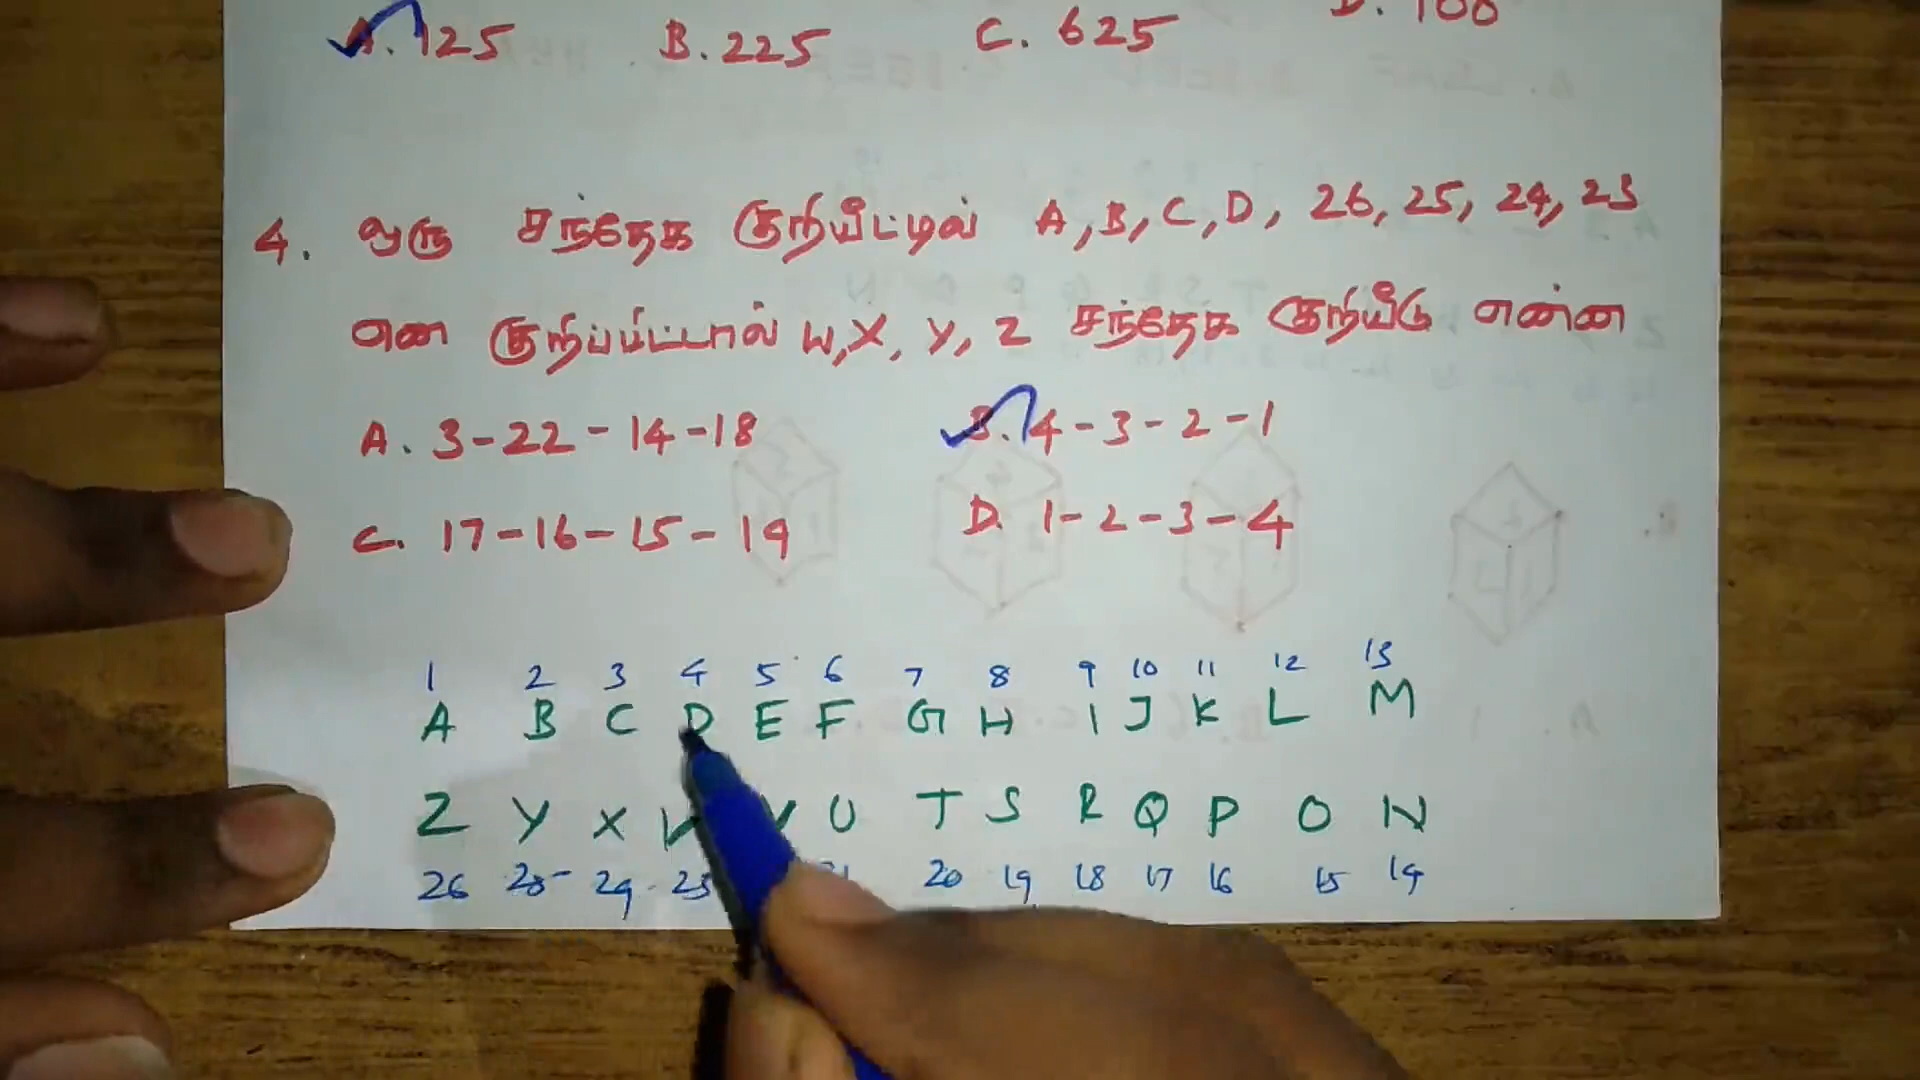 A. 125 B. 225 C. 625 D. 100
4. ஒரு சந்தேக குறியீட்டில் A, B, C, D, 26, 25, 24, 23
என குறிப்பிட்டால் W, X, Y, Z சந்தேக குறியீடு என்ன
A. 3-22-14-18 B. 4-3-2-1
C. 17-16-15-14 D. 1-2-3-4
1 2 3 4 5 6 7 8 9 10 11 12 13
A B C D E F G H I J K L M
Z Y X V U T S R Q P O N
26 25 24 23 20 19 18 17 16 15 14